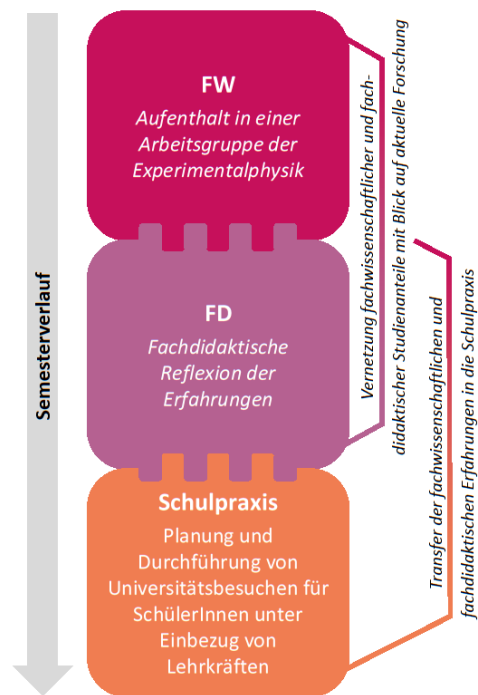 Semesterverlauf
FW
Aufenthalt in einer
Arbeitsgruppe der
Experimentalphysik
FD
Fachdidaktische
Reflexion der
Erfahrungen
Schulpraxis
Planung und
Durchführung von
Universitätsbesuchen für
SchülerInnen unter
Einbezug von
Lehrkräften
Vernetzung fachwissenschaftlicher und fach-
didaktischer Studienanteile mit Blick auf aktuelle Forschung
Transfer der fachwissenschaftlichen und
fachdidaktischen Erfahrungen in die Schulpraxis